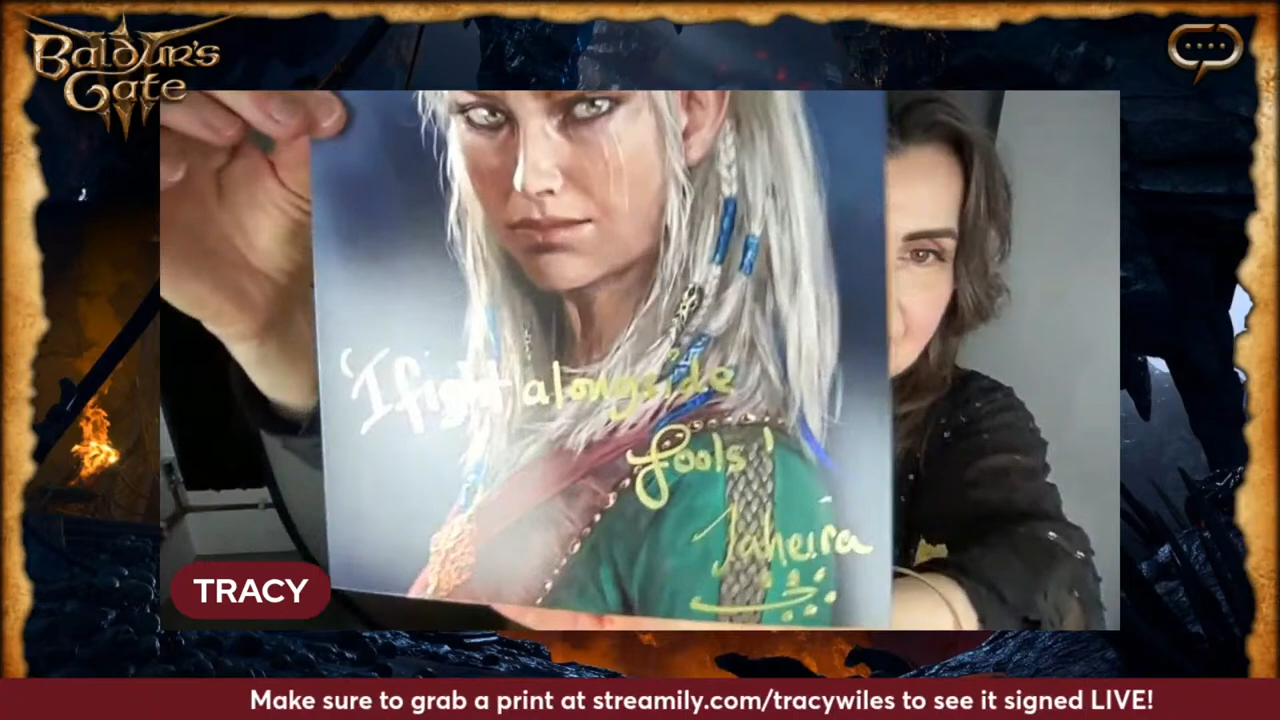 Baldur's
Gate
III
'I fight alongside
fools'
Jaheira
TRACY
Make sure to grab a print at streamily.com/tracywiles to see it signed LIVE!